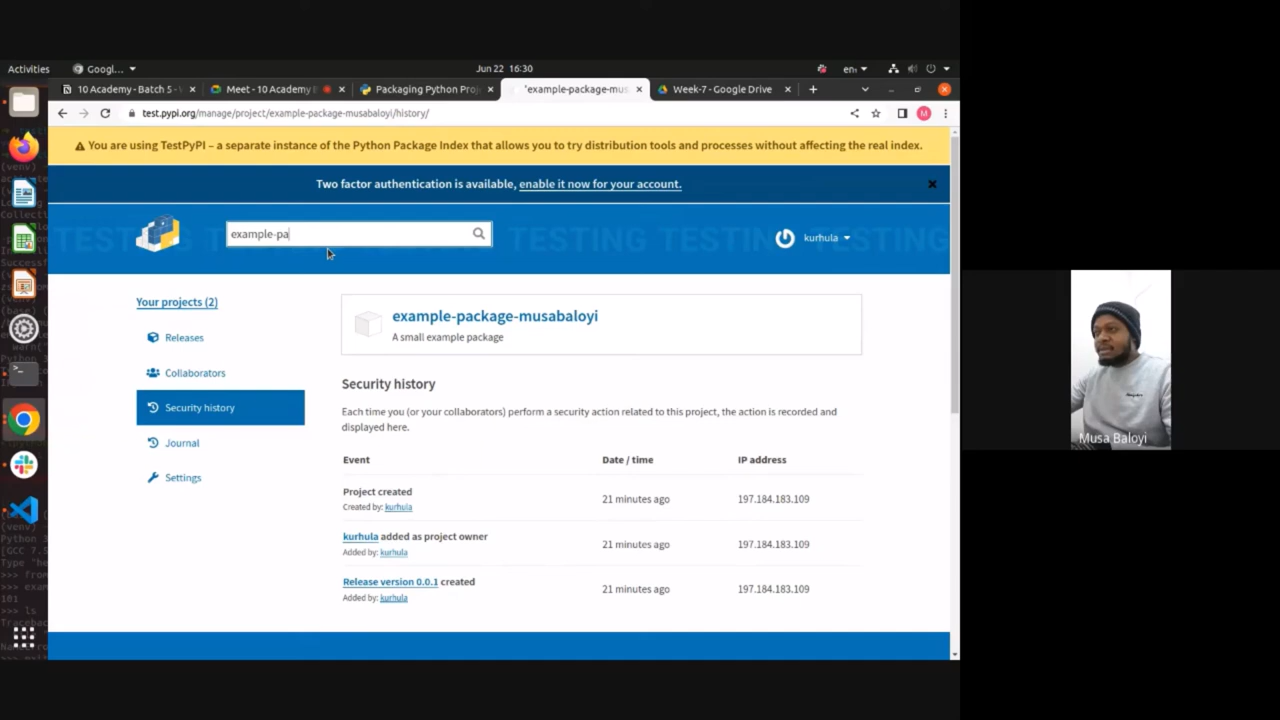 Activities
Googl...
Jun 22 16:30
en
10 Academy - Batch 5 -
Meet - 10 Academy
Packaging Python Proj
example-package-mus
Week-7 - Google Drive
test.pypi.org/manage/project/example-package-musabaloyi/history/
M
You are using TestPyPI – a separate instance of the Python Package Index that allows you to try distribution tools and processes without affecting the real index.
Two factor authentication is available, enable it now for your account.
TESTING TESTING TESTING
example-pa
kurhula
Your projects (2)
Releases
Collaborators
Security history
Journal
Settings
example-package-musabaloyi
A small example package
Security history
Each time you (or your collaborators) perform a security action related to this project, the action is recorded and
displayed here.
Event Date / time IP address
Project created 21 minutes ago 197.184.183.109
Created by: kurhula
kurhula added as project owner 21 minutes ago 197.184.183.109
Added by: kurhula
Release version 0.0.1 created 21 minutes ago 197.184.183.109
Added by: kurhula
Musa Baloyi